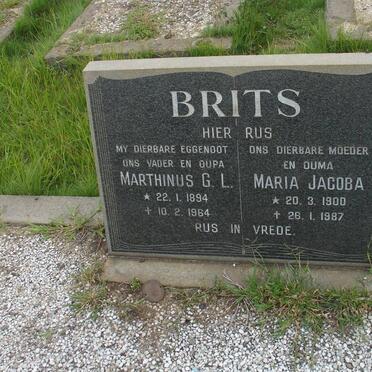 BRITS
HIER RUS
MY DIERBARE EGGENOOT
ONS VADER EN OUPA
MARTHINUS G. L.
★ 22.1.1894
✝ 10.2.1964
ONS DIERBARE MOEDER
EN OUMA
MARIA JACOBA
★ 20.3.1900
✝ 26.1.1987
RUS IN VREDE.